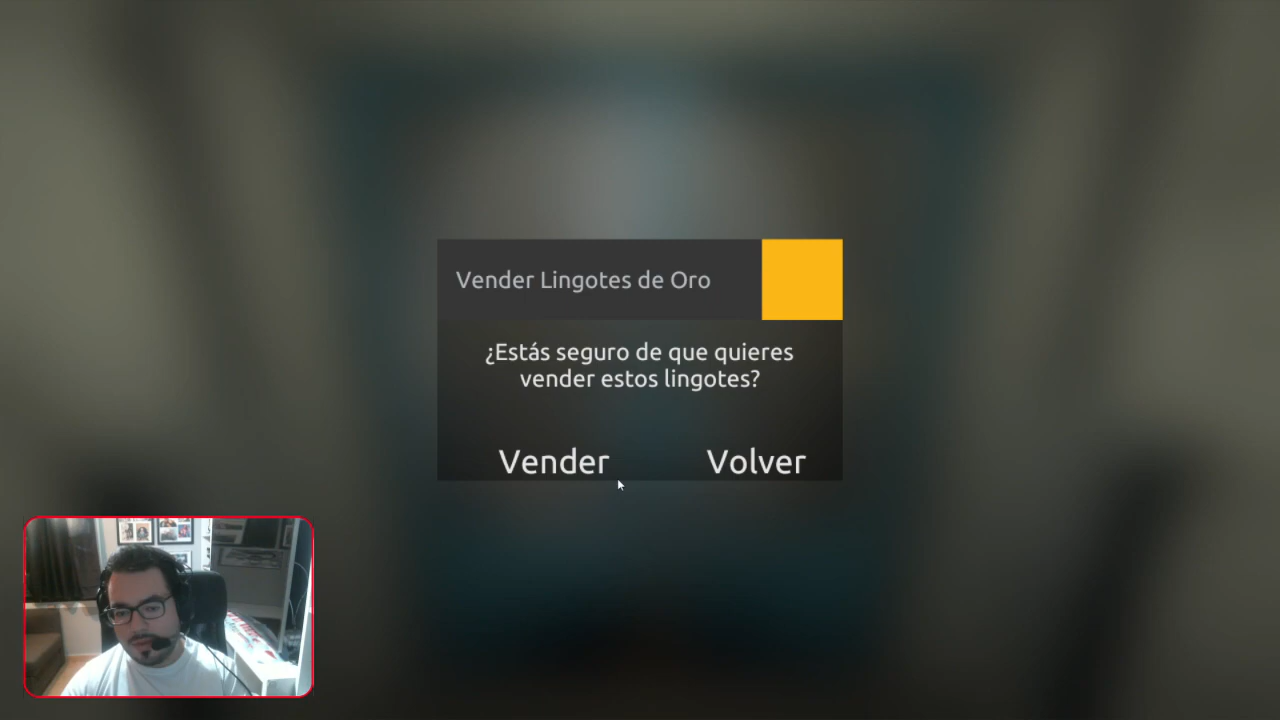 Vender Lingotes de Oro
¿Estás seguro de que quieres
vender estos lingotes?
Vender Volver